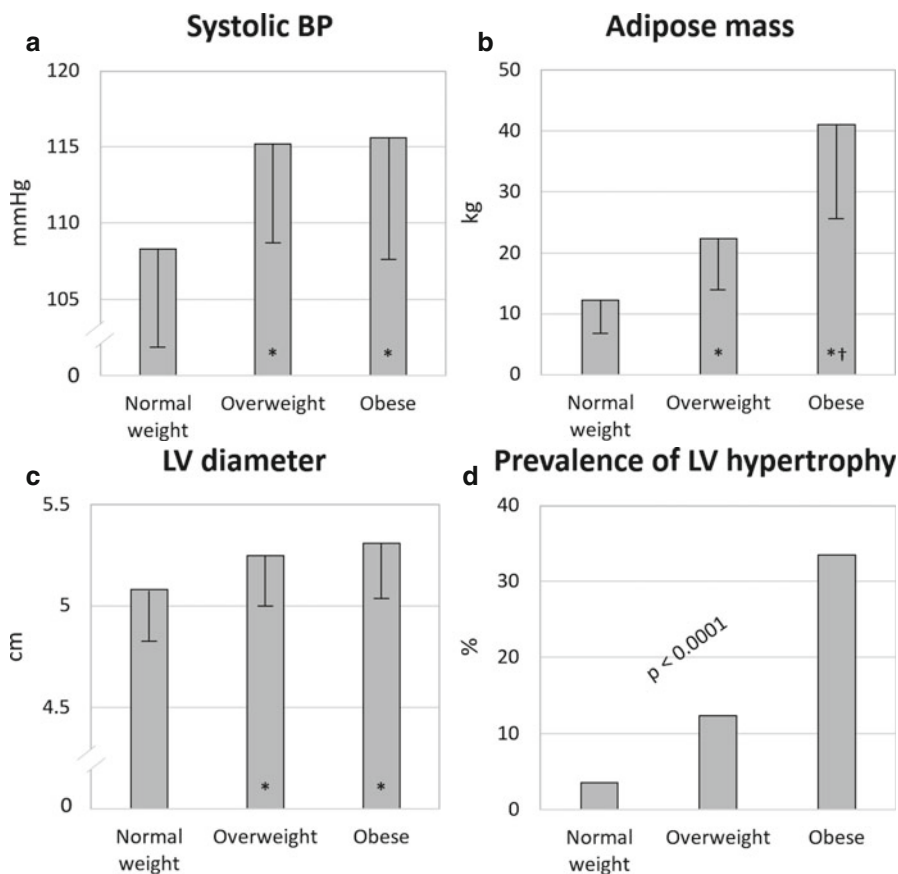 a
Systolic BP
120
115
110
105
0
mmHg
*
*
Normal
weight
Overweight
Obese
b
Adipose mass
50
40
30
20
10
0
kg
*
*†
Normal
weight
Overweight
Obese
c
LV diameter
5.5
5
4.5
0
cm
*
*
Normal
weight
Overweight
Obese
d
Prevalence of LV hypertrophy
40
30
20
10
0
%
p < 0.0001
Normal
weight
Overweight
Obese